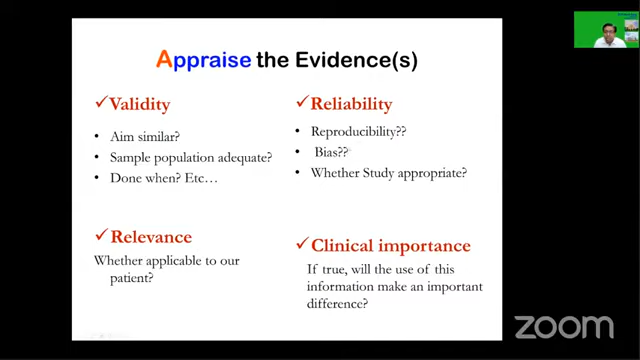 Appraise the Evidence(s)
✓Validity
• Aim similar?
• Sample population adequate?
• Done when? Etc…
✓Reliability
• Reproducibility??
• Bias??
• Whether Study appropriate?
✓Relevance
Whether applicable to our
patient?
✓Clinical importance
If true, will the use of this
information make an important
difference?
zoom